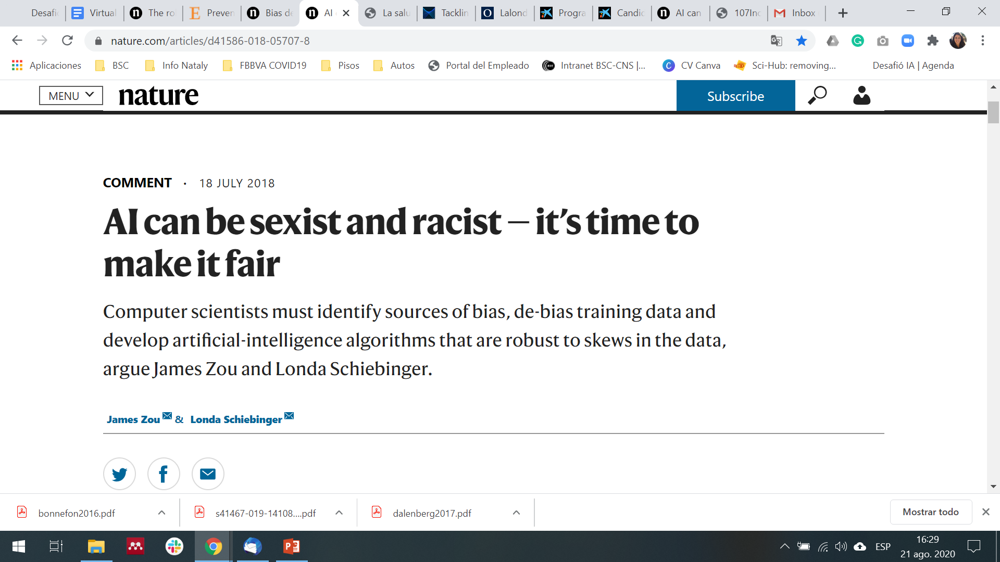 Desafí Virtual The ro Preven Bias de AI La salu Tacklin Lalond Progra Candic AI can 107Inc Inbox
nature.com/articles/d41586-018-05707-8
Aplicaciones BSC Info Nataly FBBVA COVID19 Pisos Autos Portal del Empleado Intranet BSC-CNS |... CV Canva Sci-Hub: removing... Desafió IA | Agenda
MENU nature Subscribe
COMMENT · 18 JULY 2018
AI can be sexist and racist — it’s time to
make it fair
Computer scientists must identify sources of bias, de-bias training data and
develop artificial-intelligence algorithms that are robust to skews in the data,
argue James Zou and Londa Schiebinger.
James Zou & Londa Schiebinger
bonnefon2016.pdf s41467-019-14108....pdf dalenberg2017.pdf Mostrar todo
ESP 16:29
21 ago. 2020